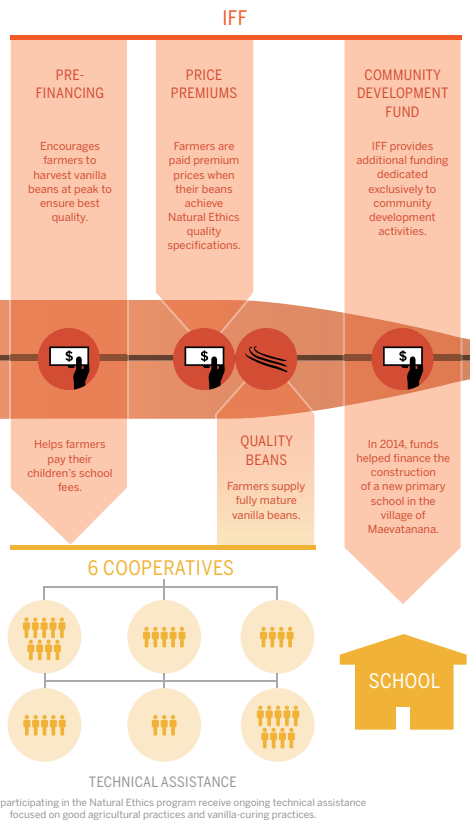 IFF
PRE-
FINANCING
Encourages
farmers to
harvest vanilla
beans at peak to
ensure best
quality.
PRICE
PREMIUMS
Farmers are
paid premium
prices when
their beans
achieve
Natural Ethics
quality
specifications.
COMMUNITY
DEVELOPMENT
FUND
IFF provides
additional funding
dedicated
exclusively to
community
development
activities.
$
$
$
Helps farmers
pay their
children’s school
fees.
QUALITY
BEANS
Farmers supply
fully mature
vanilla beans.
In 2014, funds
helped finance the
construction
of a new primary
school in the
village of
Maevatanana.
6 COOPERATIVES
SCHOOL
TECHNICAL ASSISTANCE
participating in the Natural Ethics program receive ongoing technical assistance
focused on good agricultural practices and vanilla-curing practices.